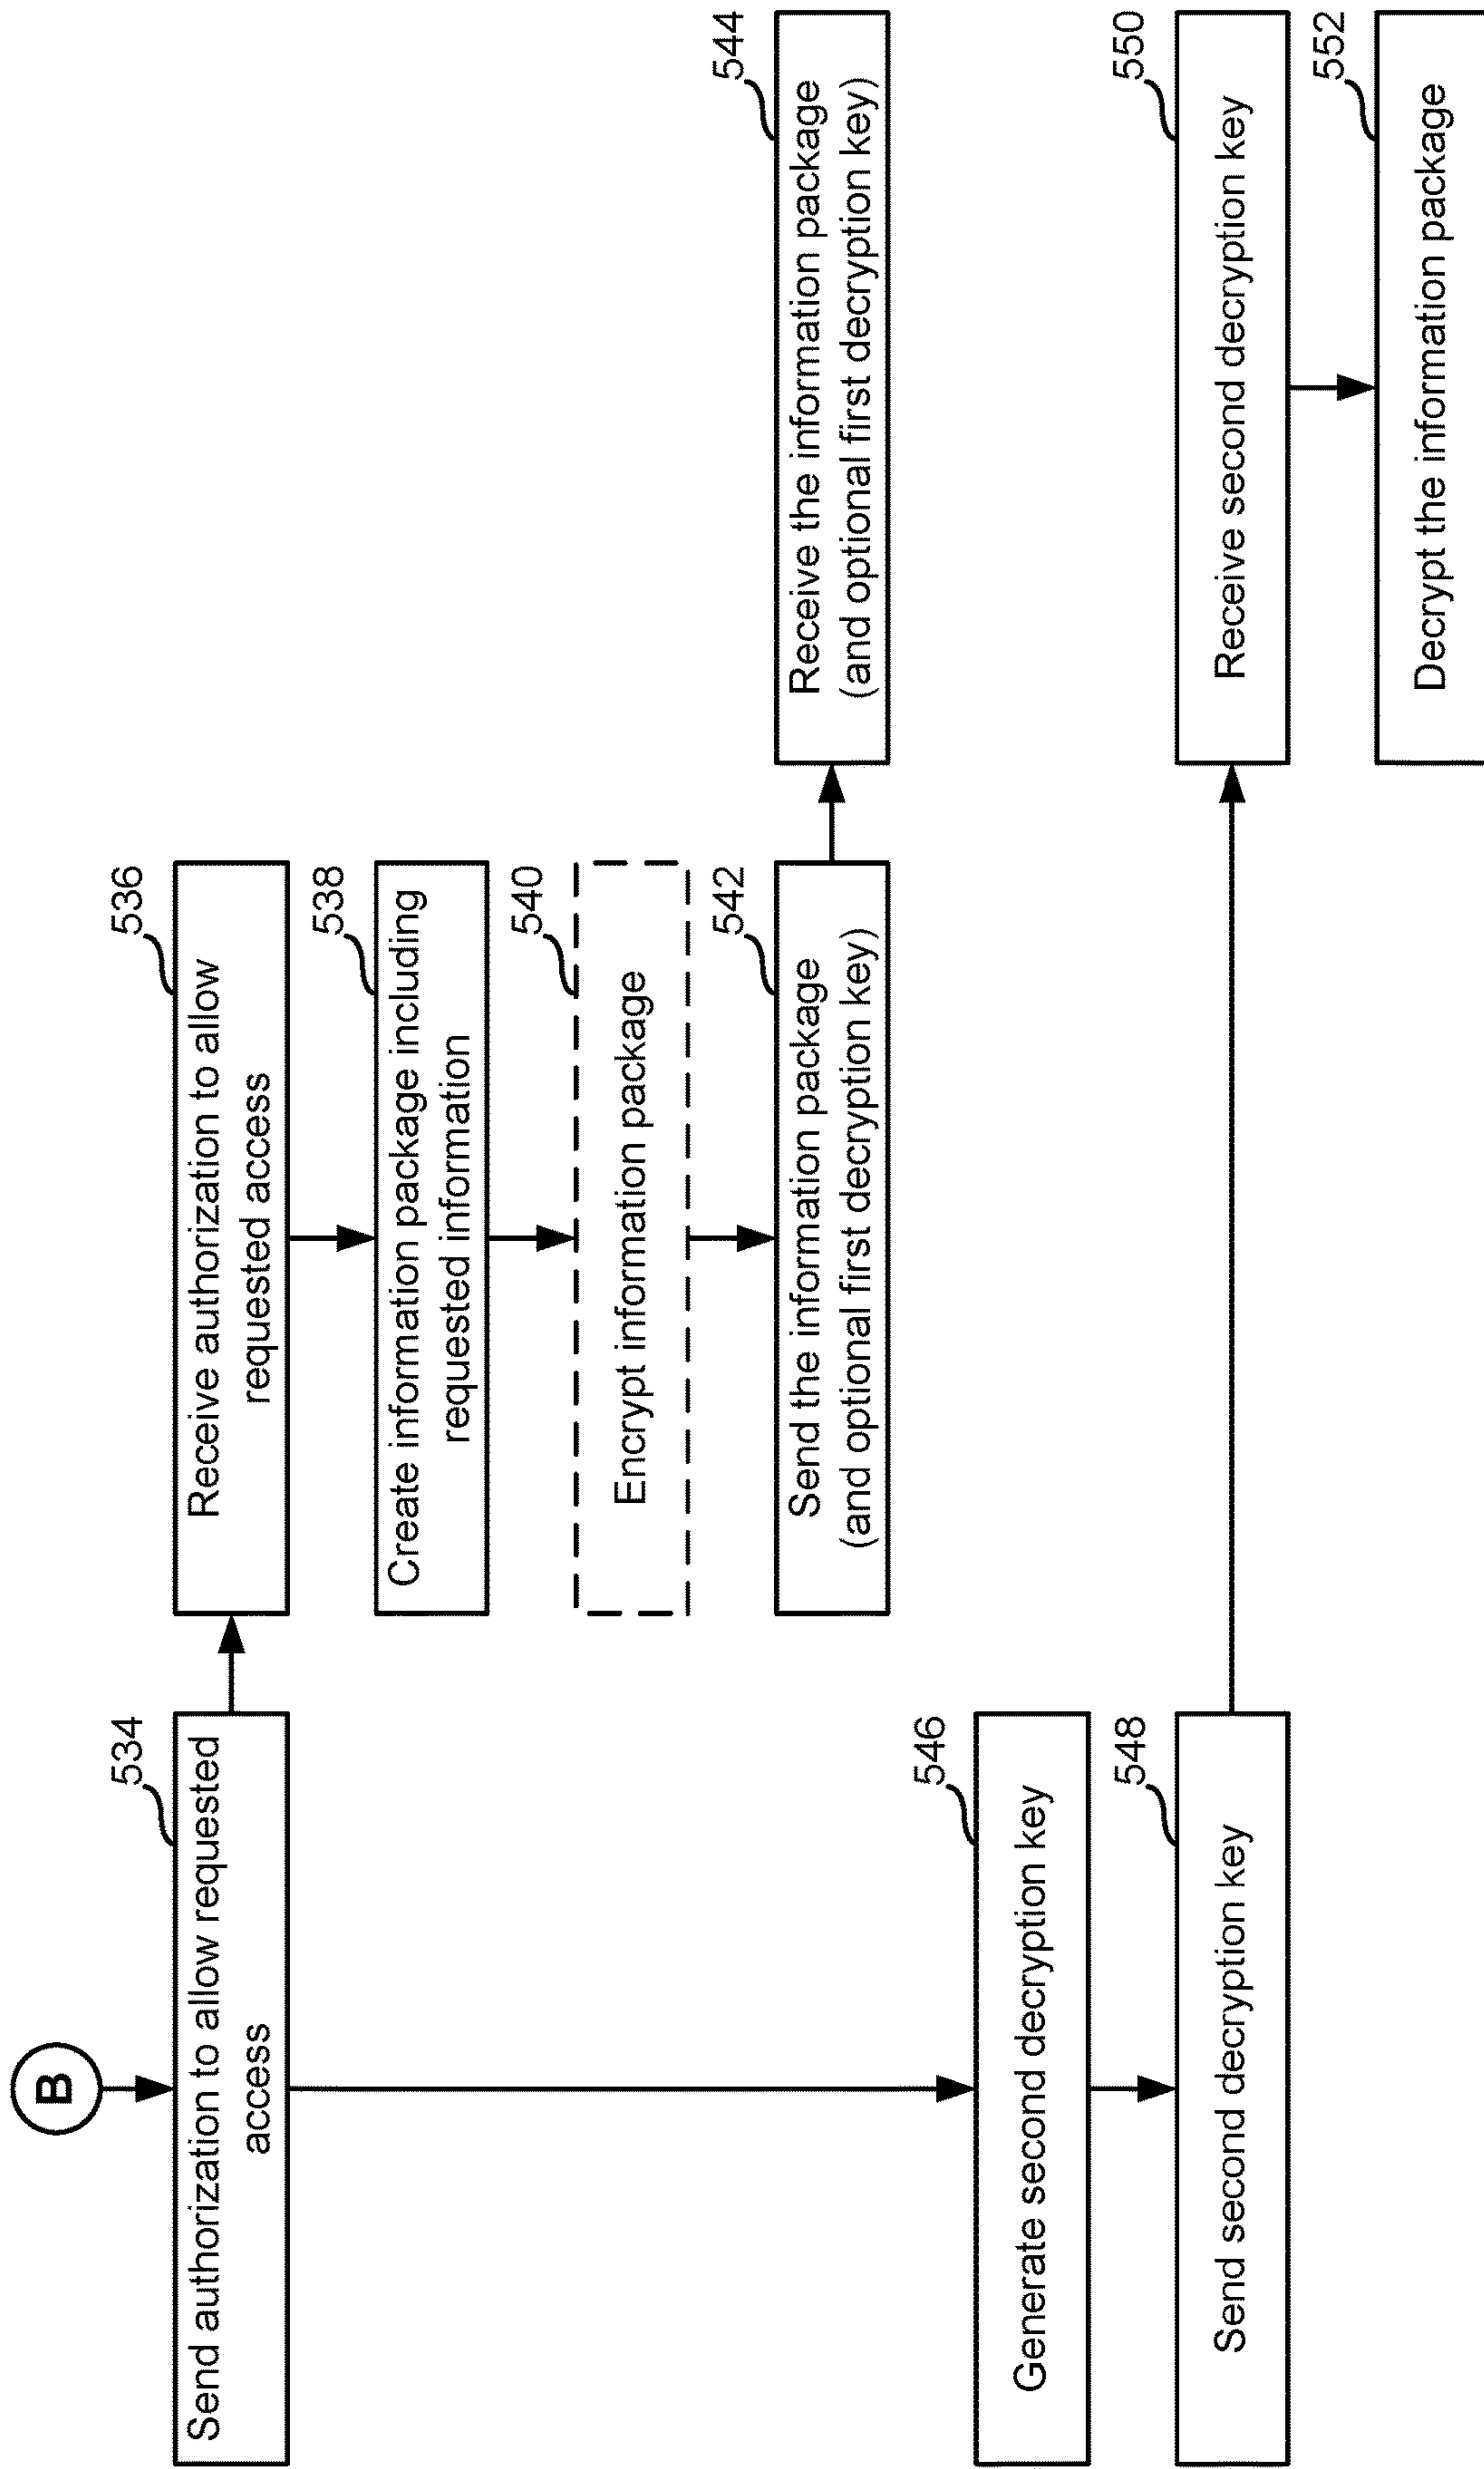 B
534
Send authorization to allow requested
access
536
Receive authorization to allow
requested access
538
Create information package including
requested information
540
Encrypt information package
542
Send the information package
(and optional first decryption key)
544
Receive the information package
(and optional first decryption key)
546
Generate second decryption key
548
Send second decryption key
550
Receive second decryption key
552
Decrypt the information package